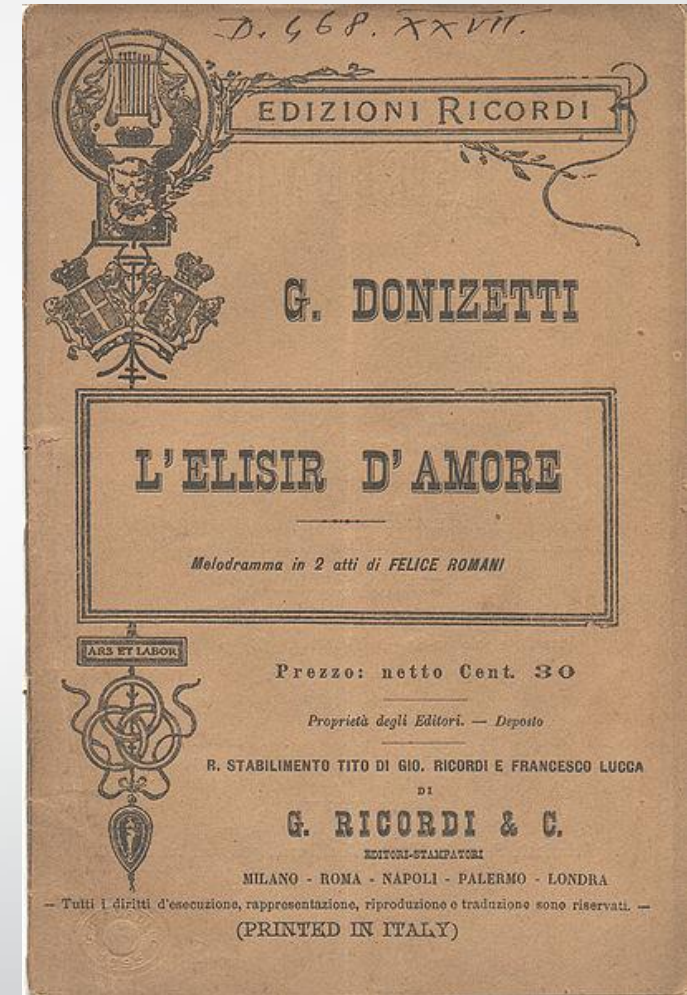 D. 468. XXVII.
EDIZIONI RICORDI
G. DONIZETTI
L'ELISIR D'AMORE
Melodramma in 2 atti di FELICE ROMANI
ARS ET LABOR
Prezzo: netto Cent. 30
Proprietà degli Editori. — Deposto
R. STABILIMENTO TITO DI GIO. RICORDI E FRANCESCO LUCCA
DI
G. RICORDI & C.
EDITORI-STAMPATORI
MILANO - ROMA - NAPOLI - PALERMO - LONDRA
— Tutti i diritti d'esecuzione, rappresentazione, riproduzione e traduzione sono riservati. —
(PRINTED IN ITALY)